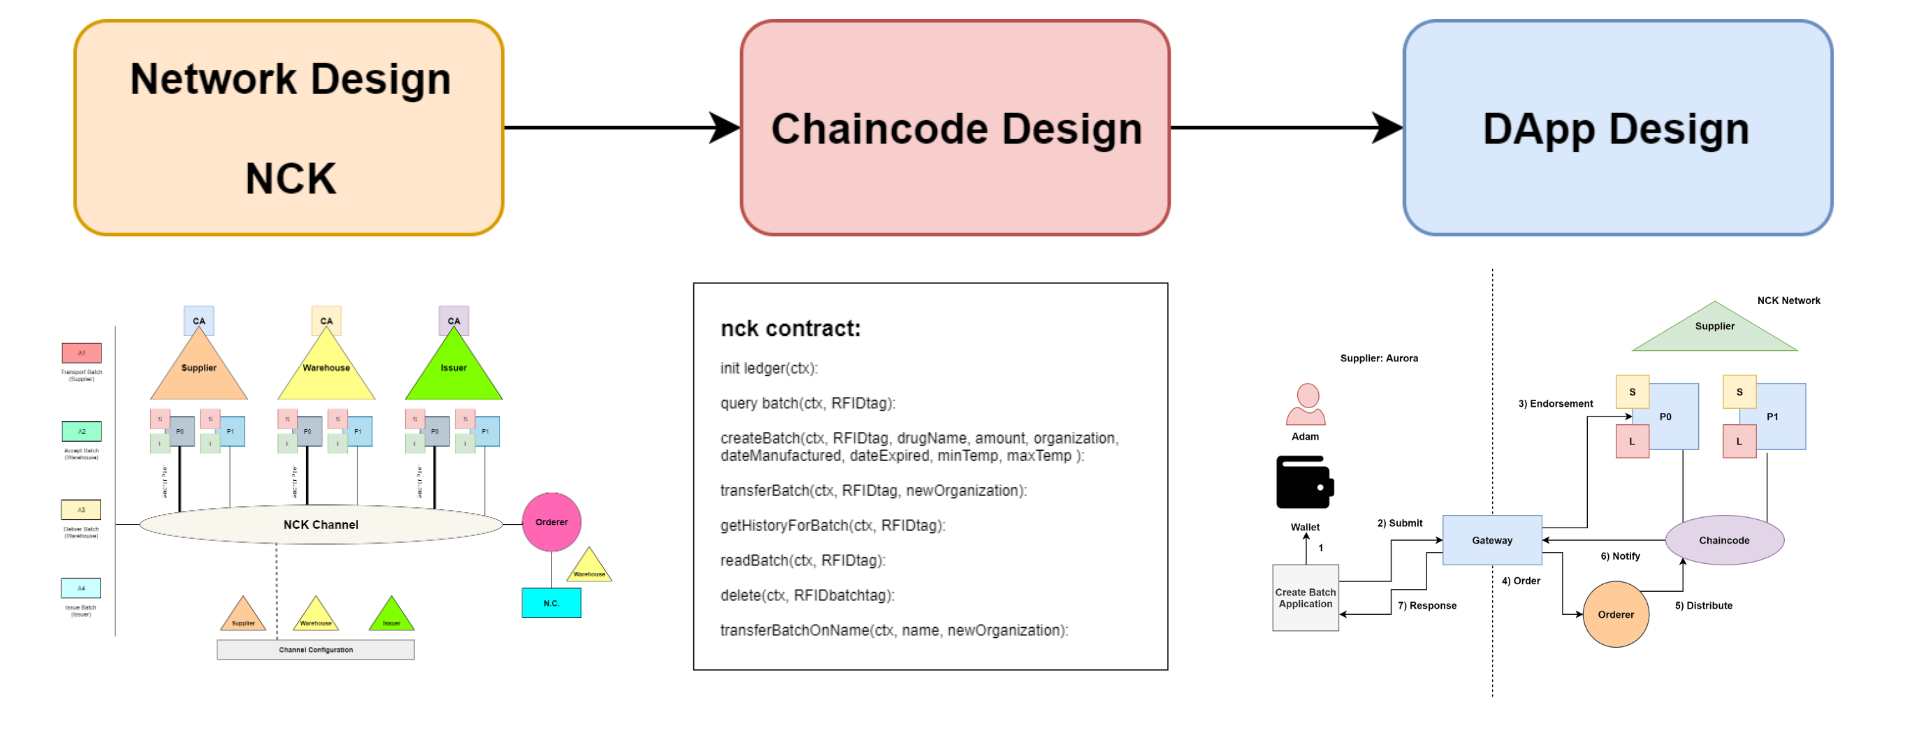 Network Design
NCK
Chaincode Design
DApp Design
CA
CA
CA
Supplier
Warehouse
Issuer
A1
Transport Batch
(Supplier)
A2
Accept Batch
(Warehouse)
A3
Deliver Batch
(Warehouse)
A4
Issue Batch
(Issuer)
S
P0
S
P1
S
P0
S
P1
S
P0
S
P1
NCK Channel
Orderer
Warehouse
N.C.
Supplier
Warehouse
Issuer
Channel Configuration
nck contract:
init ledger(ctx):
query batch(ctx, RFIDtag):
createBatch(ctx, RFIDtag, drugName, amount, organization,
dateManufactured, dateExpired, minTemp, maxTemp ):
transferBatch(ctx, RFIDtag, newOrganization):
getHistoryForBatch(ctx, RFIDtag):
readBatch(ctx, RFIDtag):
delete(ctx, RFIDbatchtag):
transferBatchOnName(ctx, name, newOrganization):
NCK Network
Supplier
Supplier: Aurora
Adam
Wallet
1
Create Batch
Application
2) Submit
7) Response
Gateway
3) Endorsement
S
P0
L
S
P1
L
6) Notify
Chaincode
4) Order
Orderer
5) Distribute